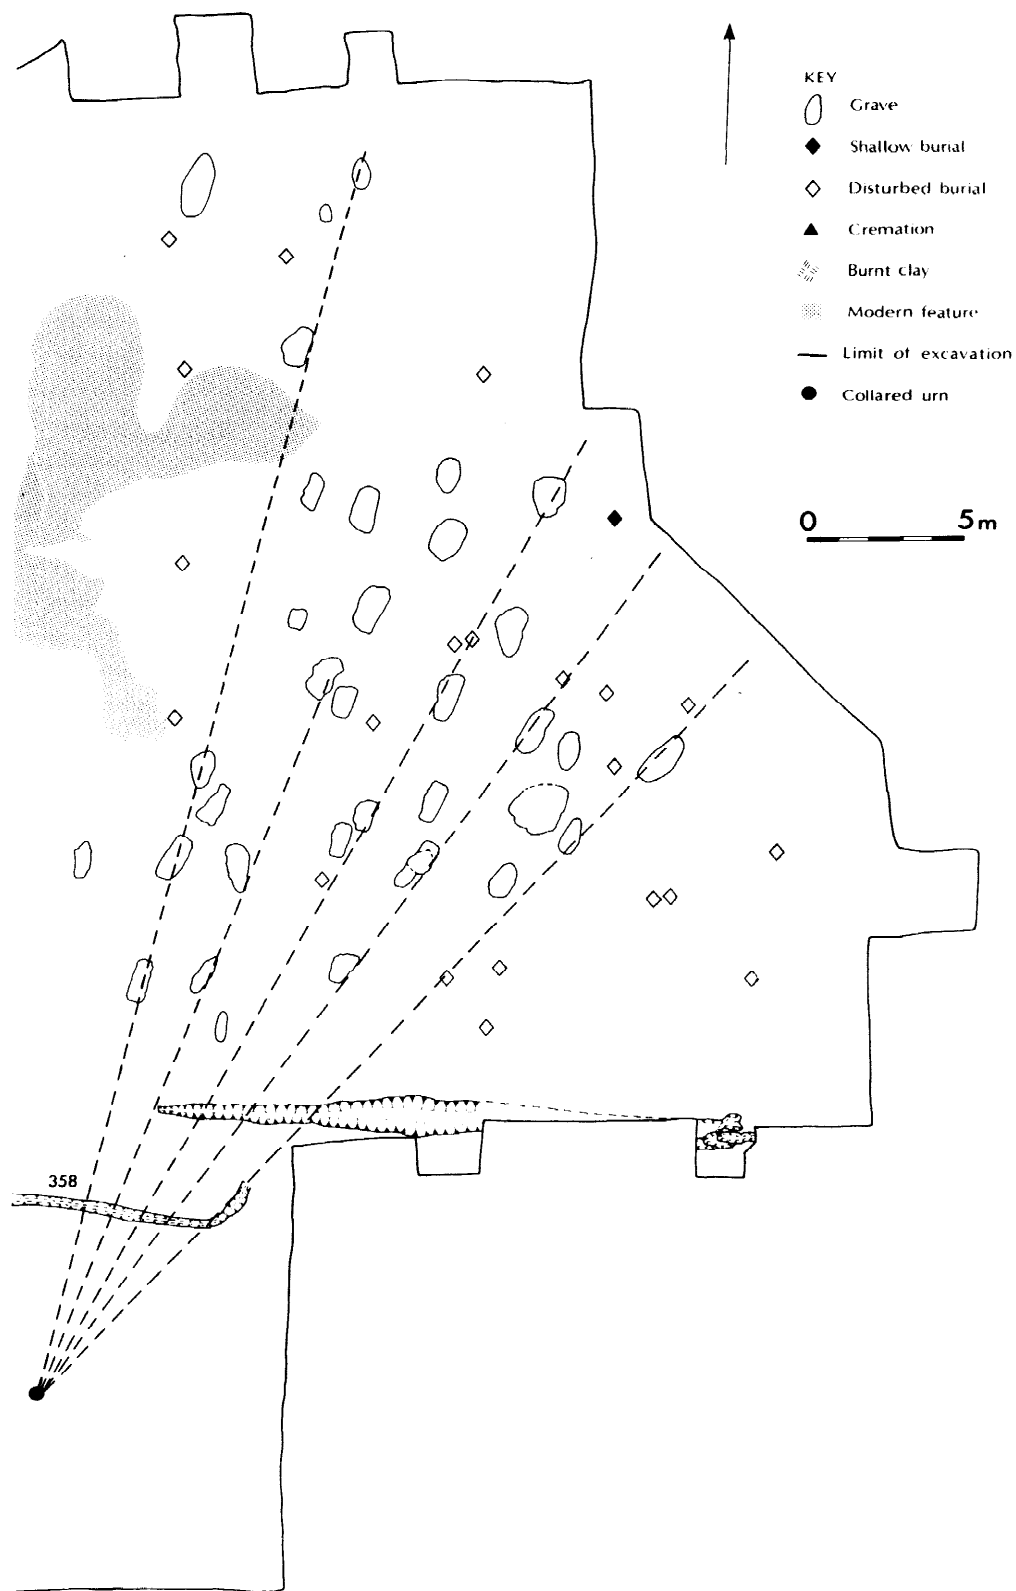 KEY
Grave
Shallow burial
Disturbed burial
Cremation
Burnt clay
Modern feature
Limit of excavation
Collared urn
0 5m
358